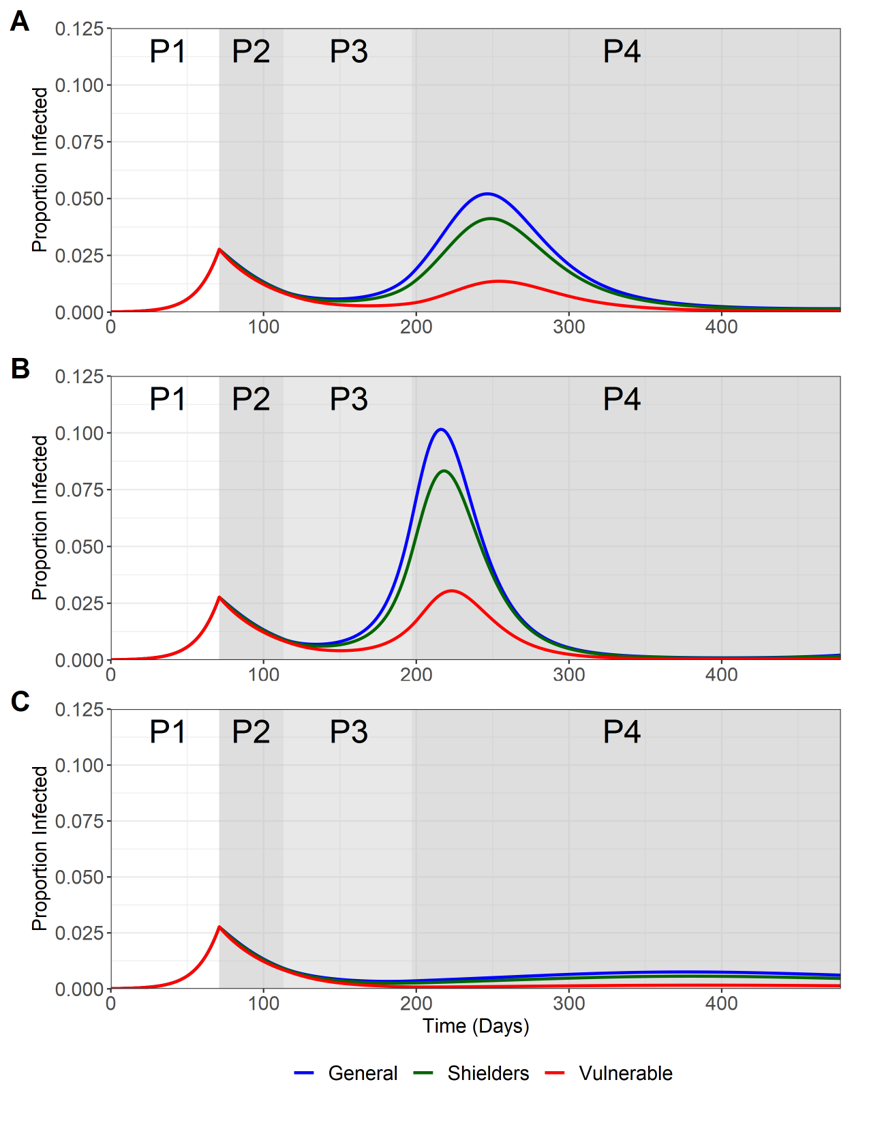 A
P1 P2 P3 P4
0.125
0.100
0.075
0.050
0.025
0.000
Proportion Infected
0 100 200 300 400
B
P1 P2 P3 P4
0.125
0.100
0.075
0.050
0.025
0.000
Proportion Infected
0 100 200 300 400
C
P1 P2 P3 P4
0.125
0.100
0.075
0.050
0.025
0.000
Proportion Infected
0 100 200 300 400
Time (Days)
General Shielders Vulnerable